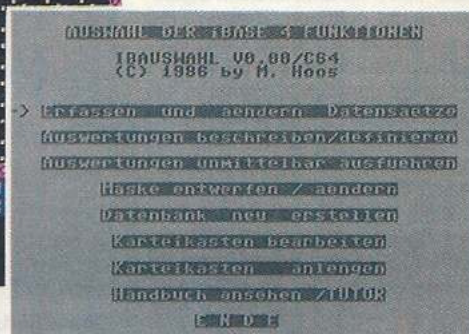 AUSWAHL DER iBASE 4 FUNKTIONEN
IBAUSWAHL V0.00/C64
(C) 1986 by M. Hoos
-> Erfassen und aendern Datensaetze
Auswertungen beschreiben/definieren
Auswertungen unmittelbar ausfuehren
Maske entwerfen / aendern
Datenbank neu erstellen
Karteikasten bearbeiten
Karteikasten anlengen
Handbuch ansehen /TUTOR
E N D E